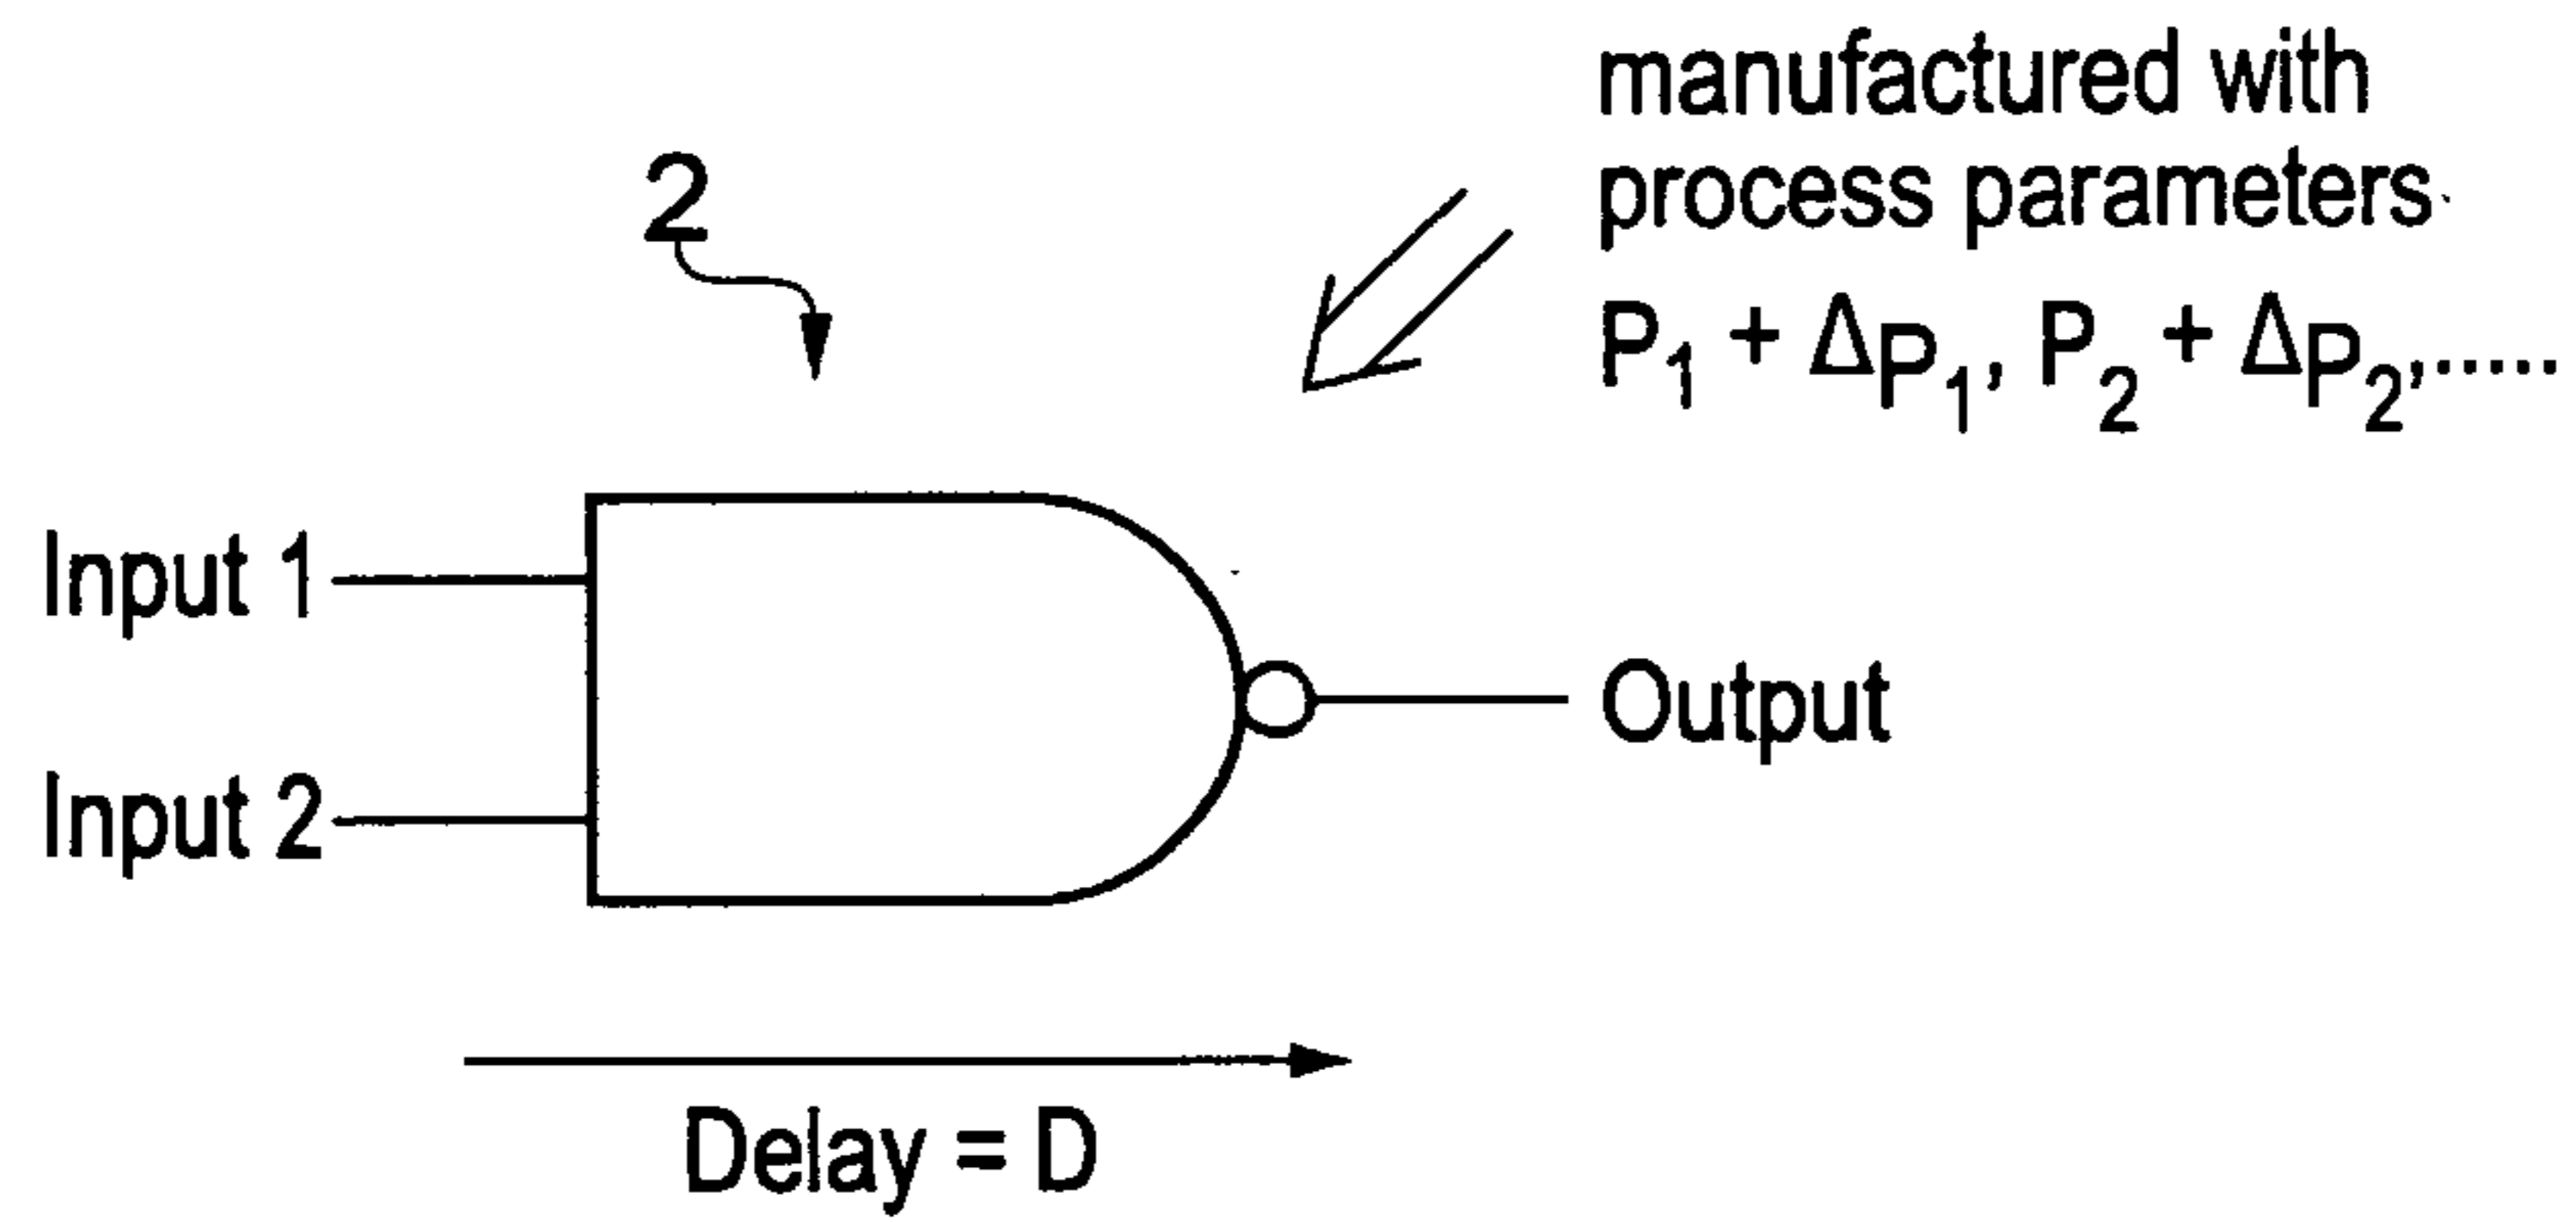 manufactured with
process parameters
P₁ + ΔP₁, P₂ + ΔP₂,.....
2
Input 1
Input 2
Output
Delay = D